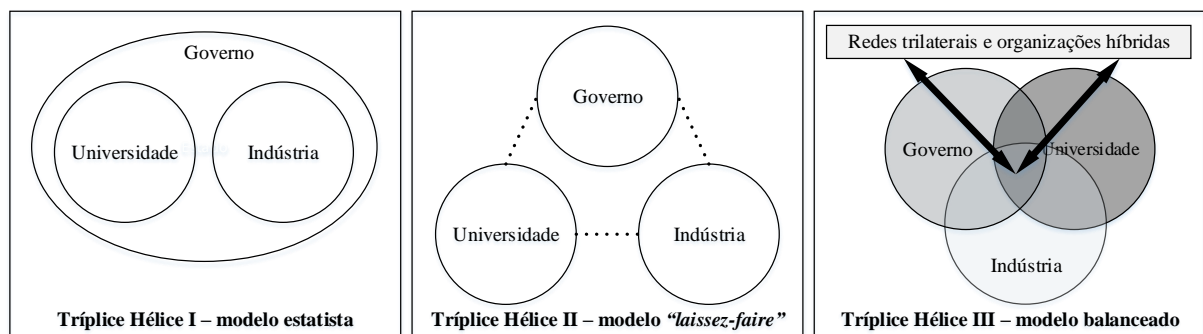 Governo
Universidade
Indústria
Tríplice Hélice I – modelo estatista
Governo
Universidade
Indústria
Tríplice Hélice II – modelo “laissez-faire”
Redes trilaterais e organizações híbridas
Governo
Universidade
Indústria
Tríplice Hélice III – modelo balanceado